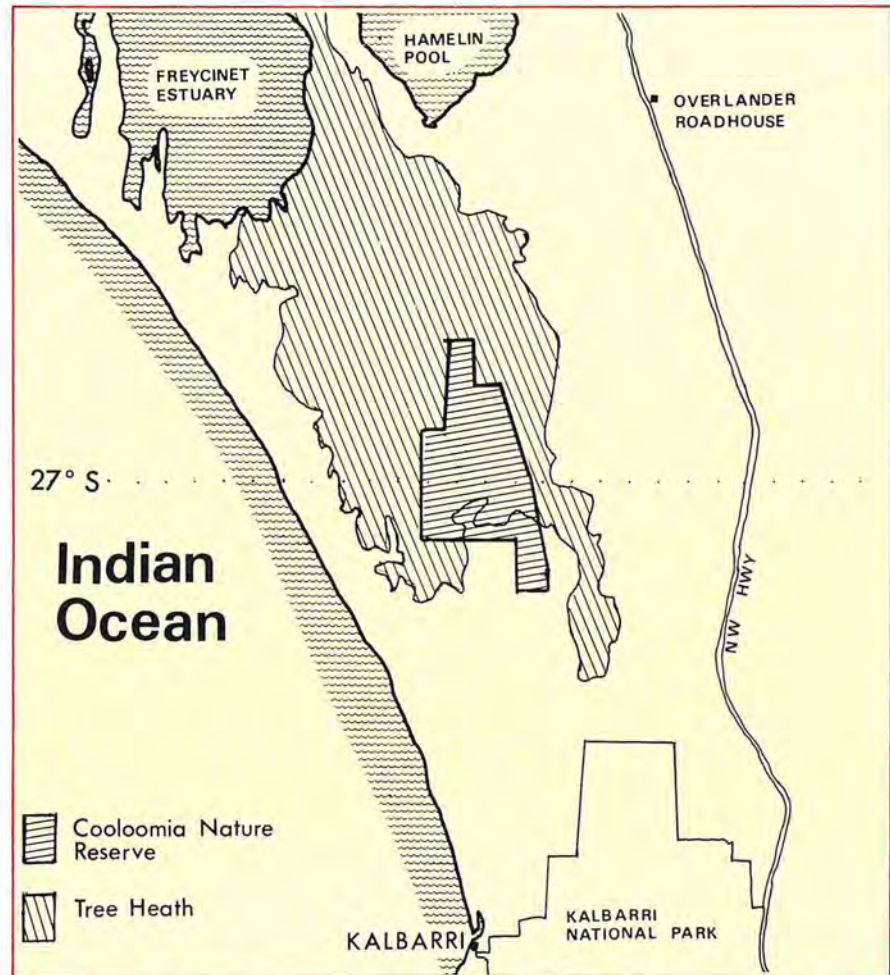 FREYCINET
ESTUARY
HAMELIN
POOL
OVERLANDER
ROADHOUSE
27° S
Indian
Ocean
NW HWY
Cooloomia Nature
Reserve
Tree Heath
KALBARRI
KALBARRI
NATIONAL PARK